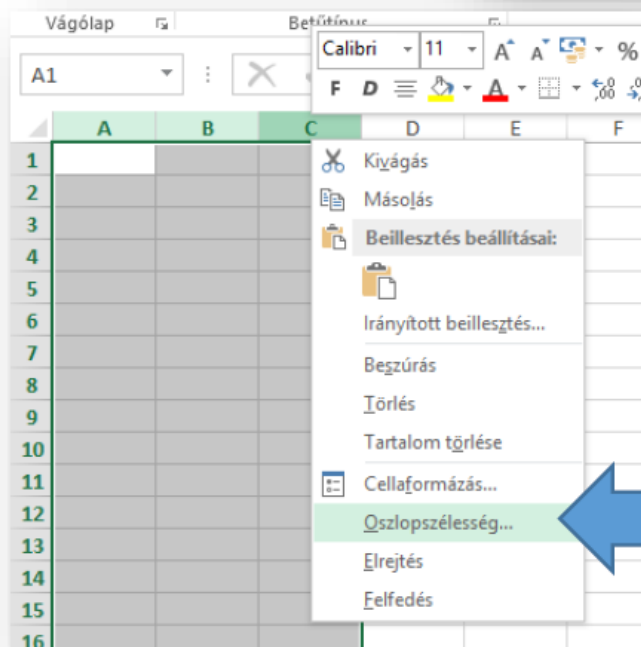 Vágólap Betűtípus
Calibri 11 A A %
A1
F D A ,00
A B C D E F
1
2
3
4
5
6
7
8
9
10
11
12
13
14
15
16
Kivágás
Másolás
Beillesztés beállításai:
Irányított beillesztés...
Beszúrás
Törlés
Tartalom törlése
Cellaformázás...
Oszlopszélesség...
Elrejtés
Felfedés